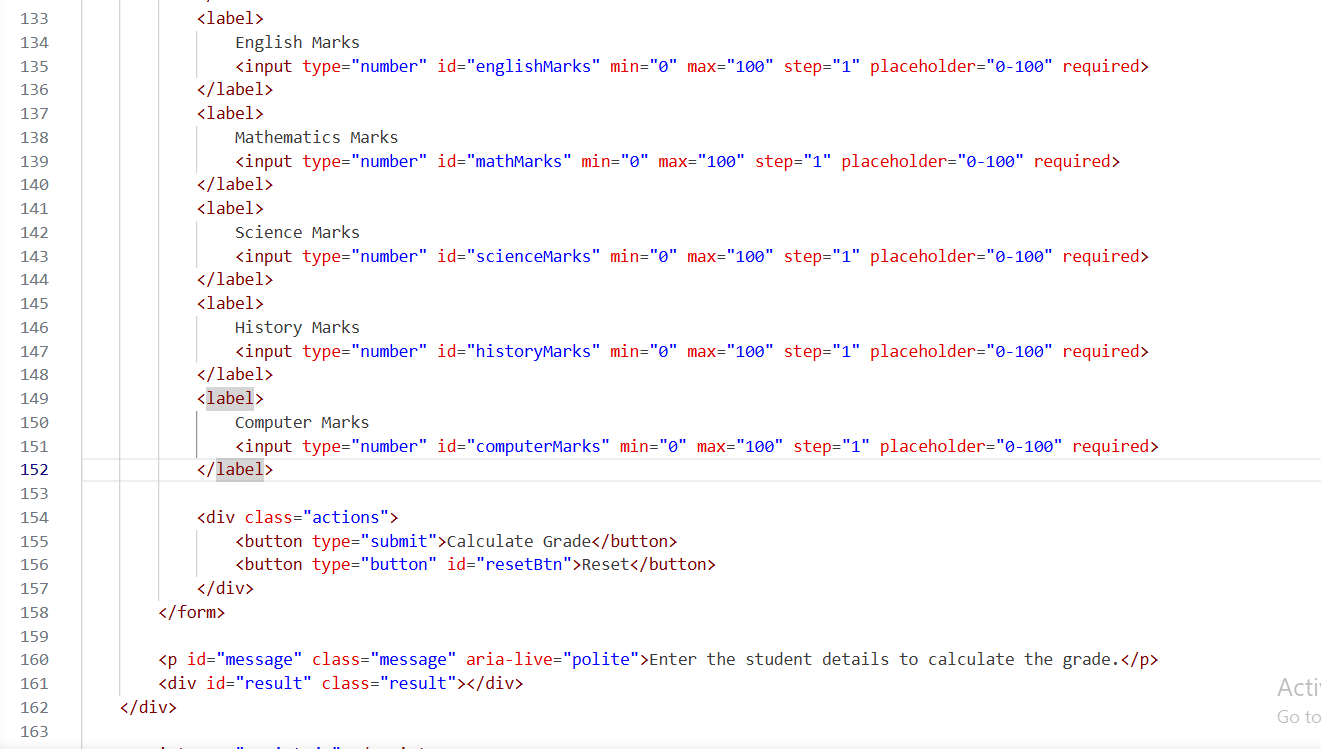 133 <label>
134 English Marks
135 <input type="number" id="englishMarks" min="0" max="100" step="1" placeholder="0-100" required>
136 </label>
137 <label>
138 Mathematics Marks
139 <input type="number" id="mathMarks" min="0" max="100" step="1" placeholder="0-100" required>
140 </label>
141 <label>
142 Science Marks
143 <input type="number" id="scienceMarks" min="0" max="100" step="1" placeholder="0-100" required>
144 </label>
145 <label>
146 History Marks
147 <input type="number" id="historyMarks" min="0" max="100" step="1" placeholder="0-100" required>
148 </label>
149 <label>
150 Computer Marks
151 <input type="number" id="computerMarks" min="0" max="100" step="1" placeholder="0-100" required>
152 </label>
153
154 <div class="actions">
155 <button type="submit">Calculate Grade</button>
156 <button type="button" id="resetBtn">Reset</button>
157 </div>
158 </form>
159
160 <p id="message" class="message" aria-live="polite">Enter the student details to calculate the grade.</p>
161 <div id="result" class="result"></div>
162 </div>
163
Acti
Go to